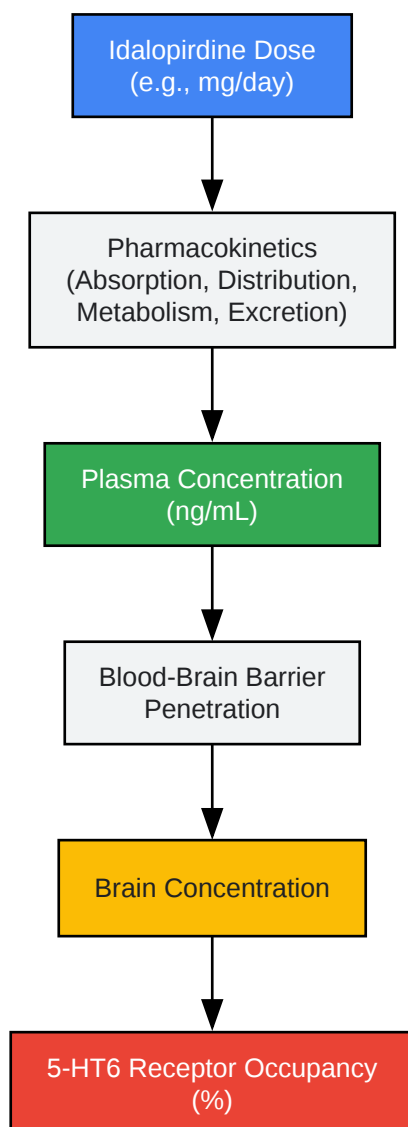 Idalopirdine Dose
(e.g., mg/day)
Pharmacokinetics
(Absorption, Distribution,
Metabolism, Excretion)
Plasma Concentration
(ng/mL)
Blood-Brain Barrier
Penetration
Brain Concentration
5-HT6 Receptor Occupancy
(%)